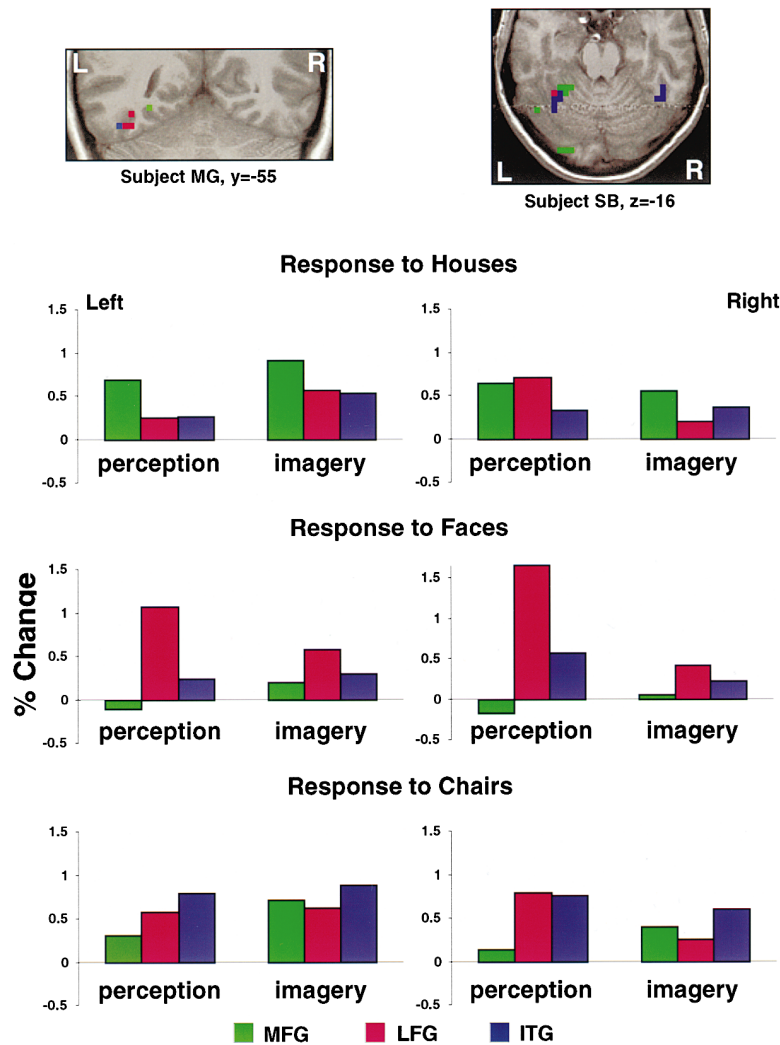 L R
Subject MG, y=-55
L R
Subject SB, z=-16
Response to Houses
Left
1.5
1
0.5
0
-0.5
perception imagery
Right
1.5
1
0.5
0
-0.5
perception imagery
Response to Faces
% Change
1.5
1
0.5
0
-0.5
perception imagery
1.5
1
0.5
0
-0.5
perception imagery
Response to Chairs
1.5
1
0.5
0
-0.5
perception imagery
1.5
1
0.5
0
-0.5
perception imagery
MFG LFG ITG